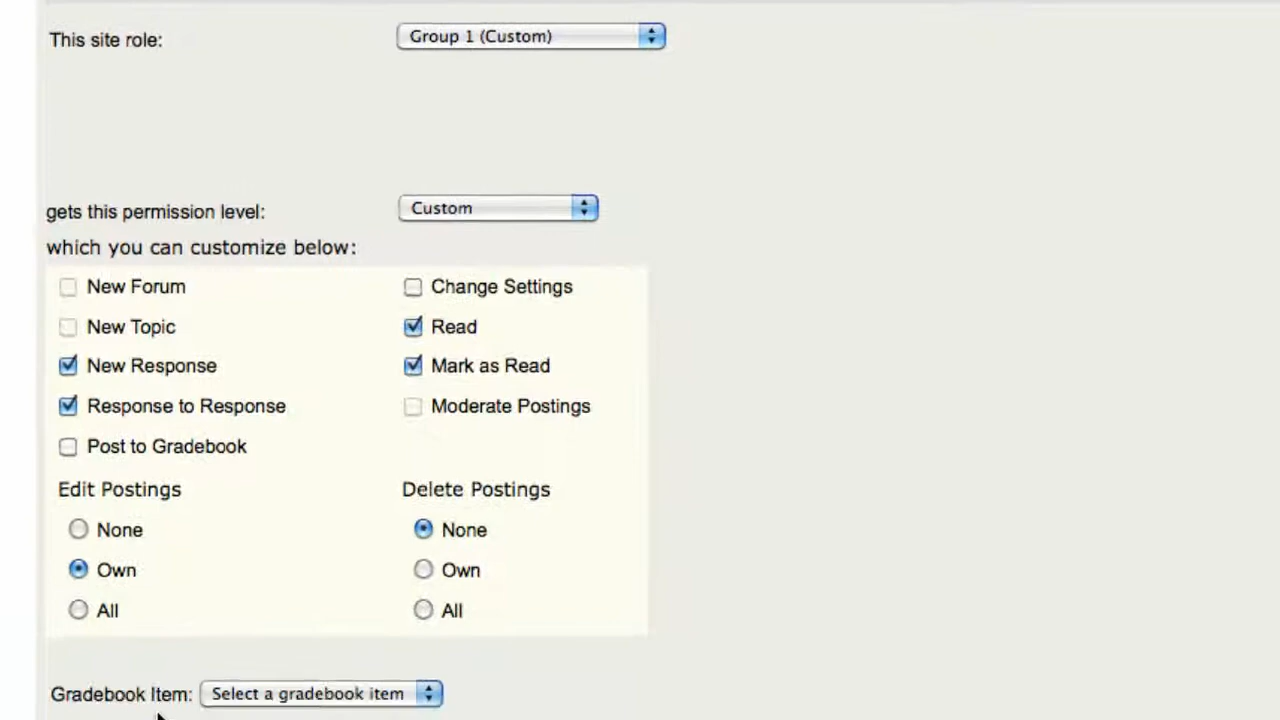 This site role: Group 1 (Custom)
gets this permission level: Custom
which you can customize below:
New Forum Change Settings
New Topic Read
New Response Mark as Read
Response to Response Moderate Postings
Post to Gradebook
Edit Postings Delete Postings
None None
Own Own
All All
Gradebook Item: Select a gradebook item